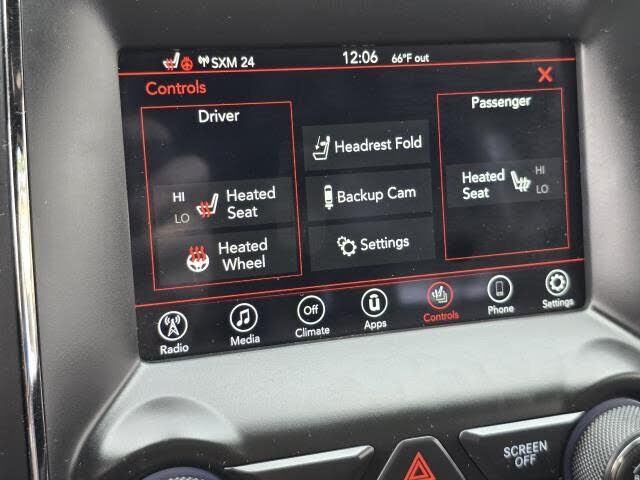 SXM 24 12:06 66°F out
Controls X
Driver
Passenger
Headrest Fold
HI
LO
Heated
Seat
Backup Cam
Heated
Seat
HI
LO
Heated
Wheel
Settings
Radio
Media
Off
Climate
Apps
Controls
Phone
Settings
SCREEN
OFF